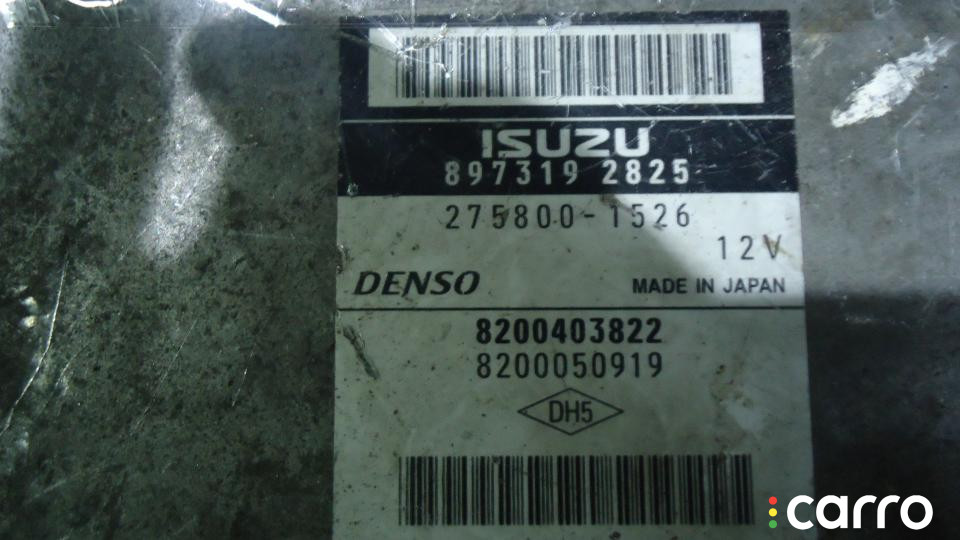 ISUZU
897319 2825
275800-1526
12V
DENSO MADE IN JAPAN
8200403822
8200050919
DH5
carro